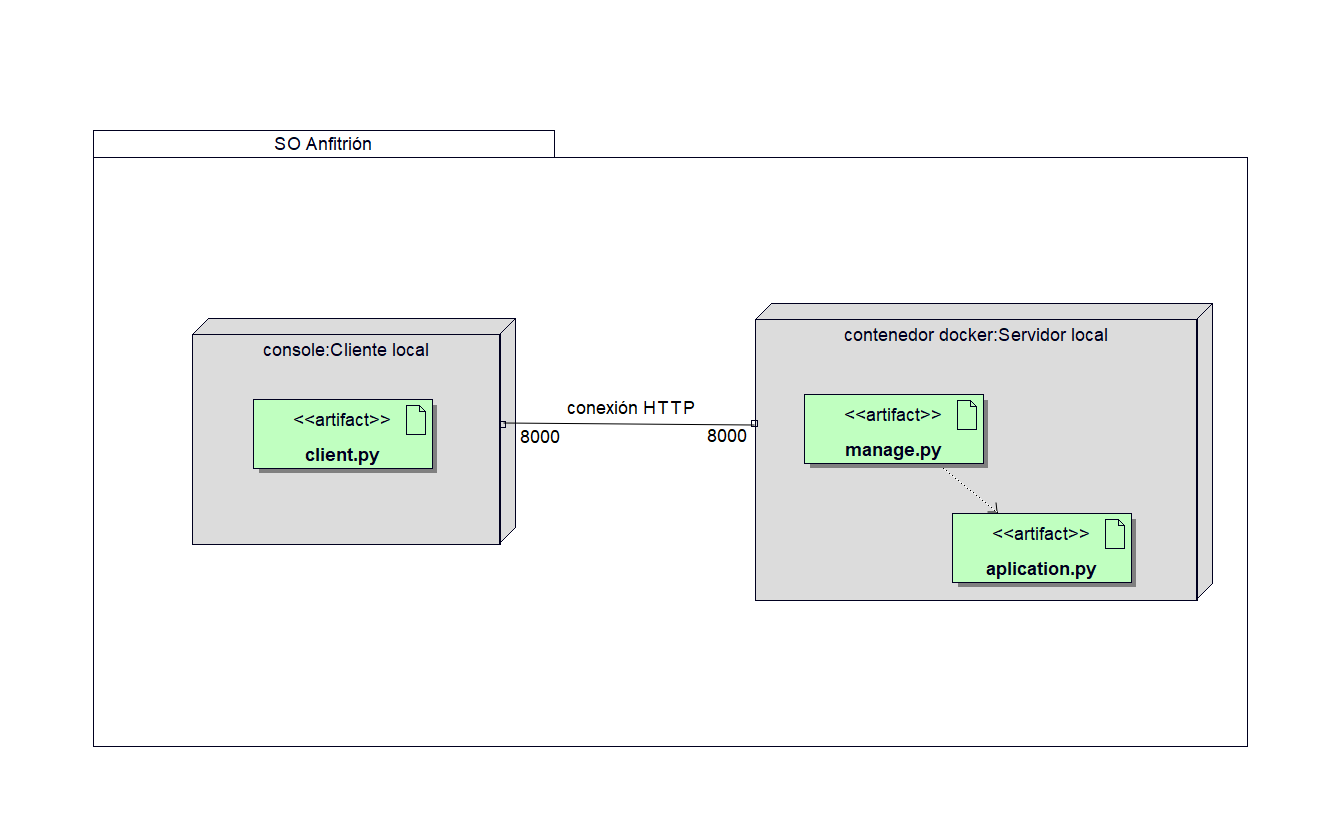 SO Anfitrión
console:Cliente local
<<artifact>>
client.py
conexión HTTP
8000
8000
contenedor docker:Servidor local
<<artifact>>
manage.py
<<artifact>>
aplication.py